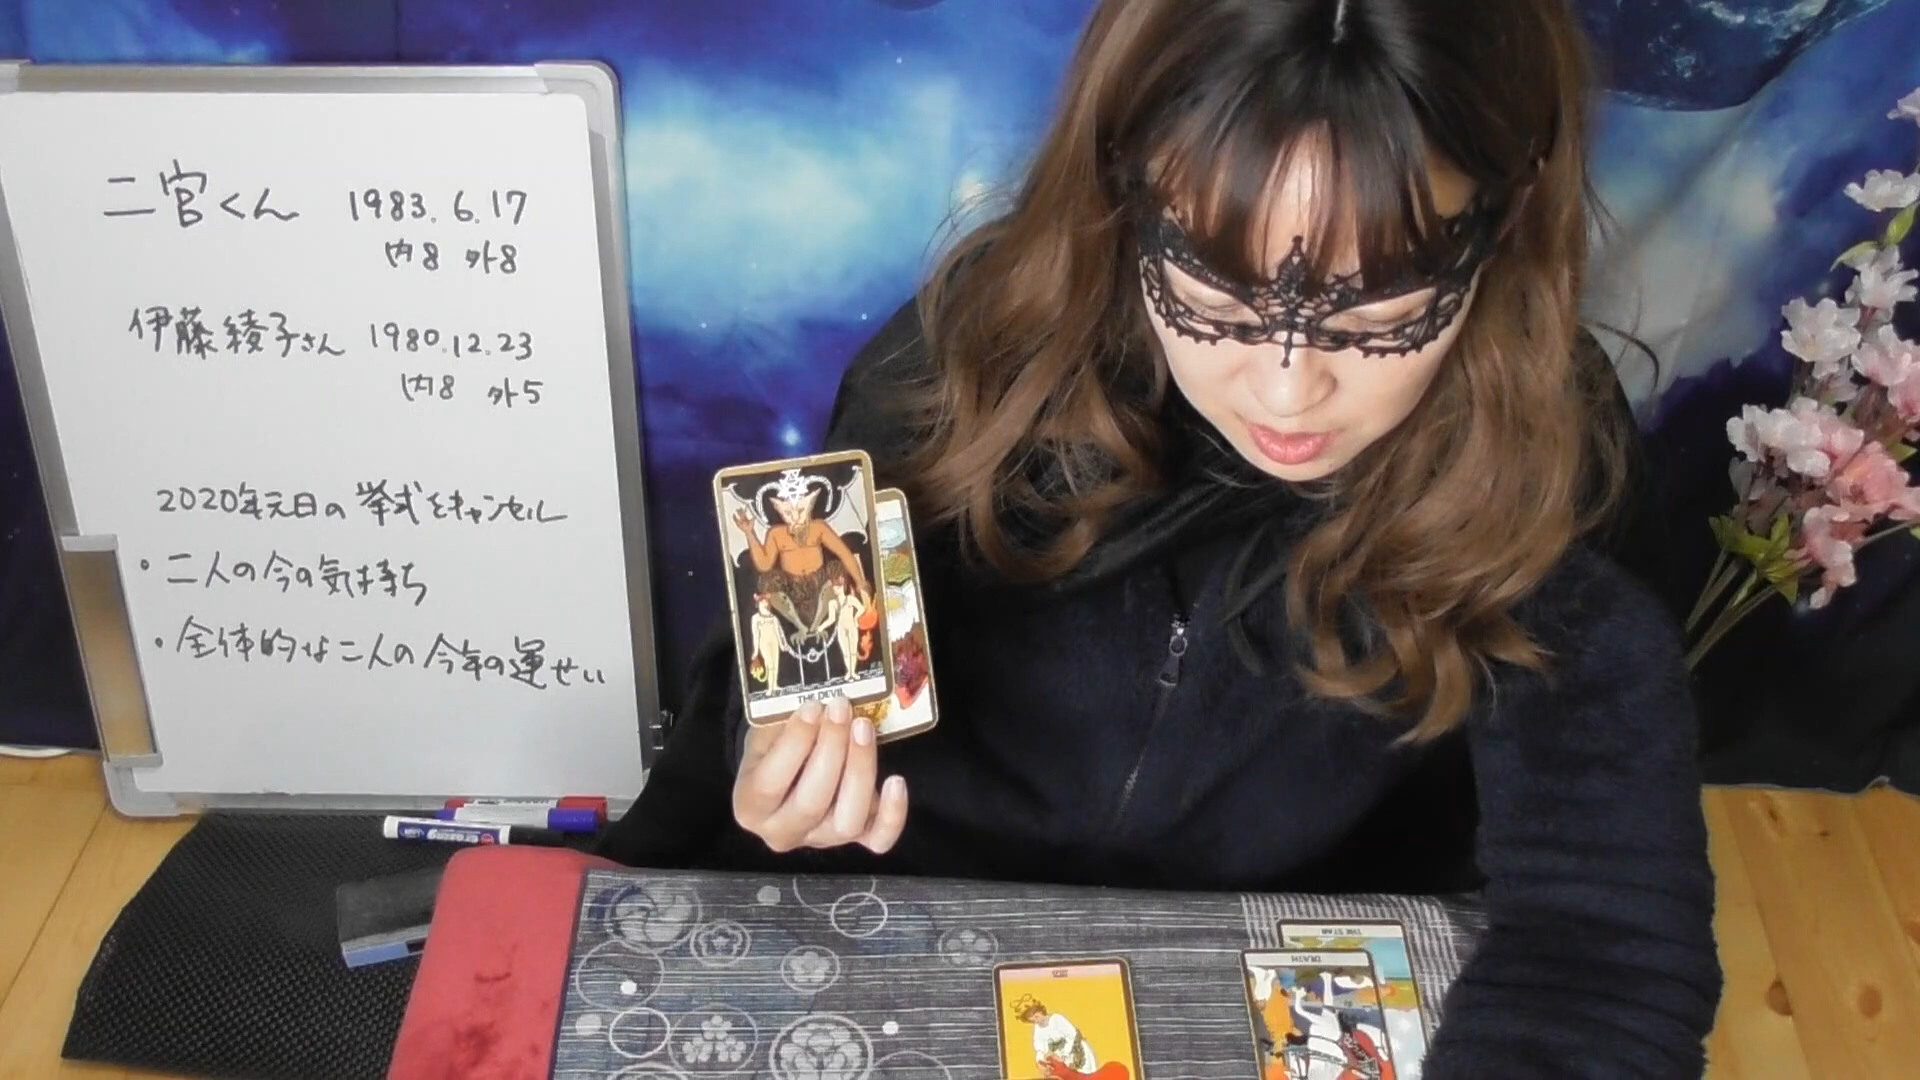 二宮くん 1983.6.17
内8 外8
伊藤綾子さん 1980.12.23
内8 外5
2020年元日の挙式をキャンセル
・二人の今の気持ち
・全体的な二人の今年の運せい
THE DEVIL
THE STAR
DEATH